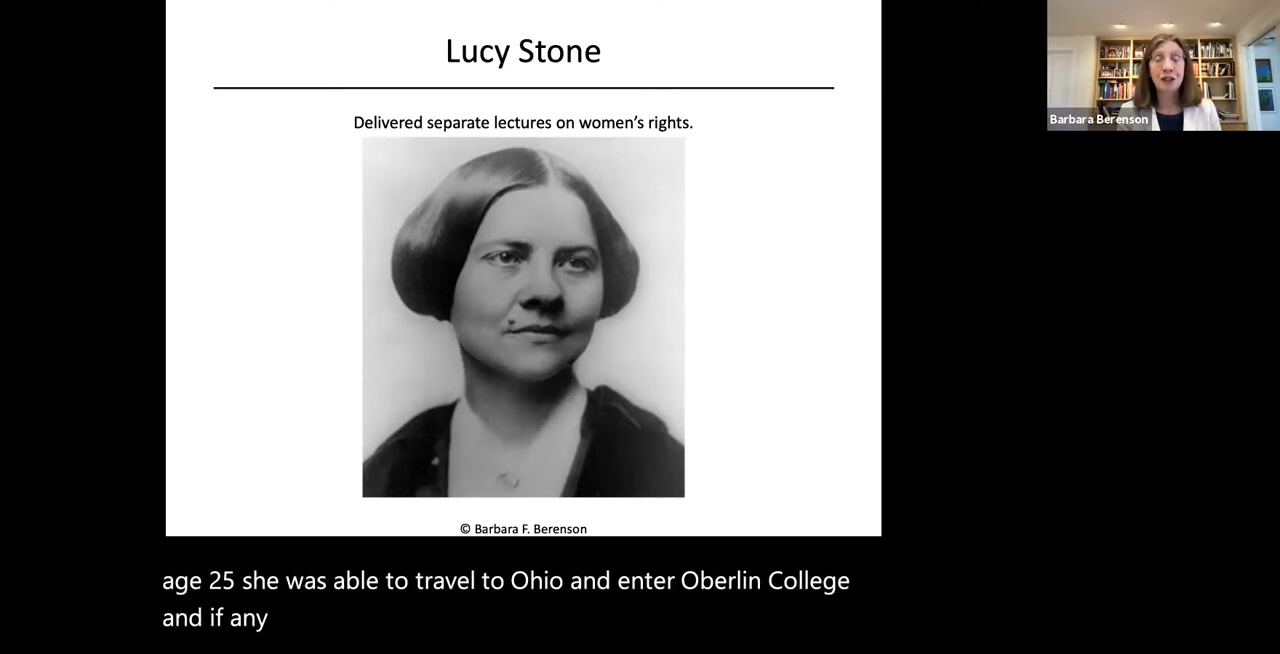 Lucy Stone
Delivered separate lectures on women's rights.
© Barbara F. Berenson
Barbara Berenson
age 25 she was able to travel to Ohio and enter Oberlin College
and if any